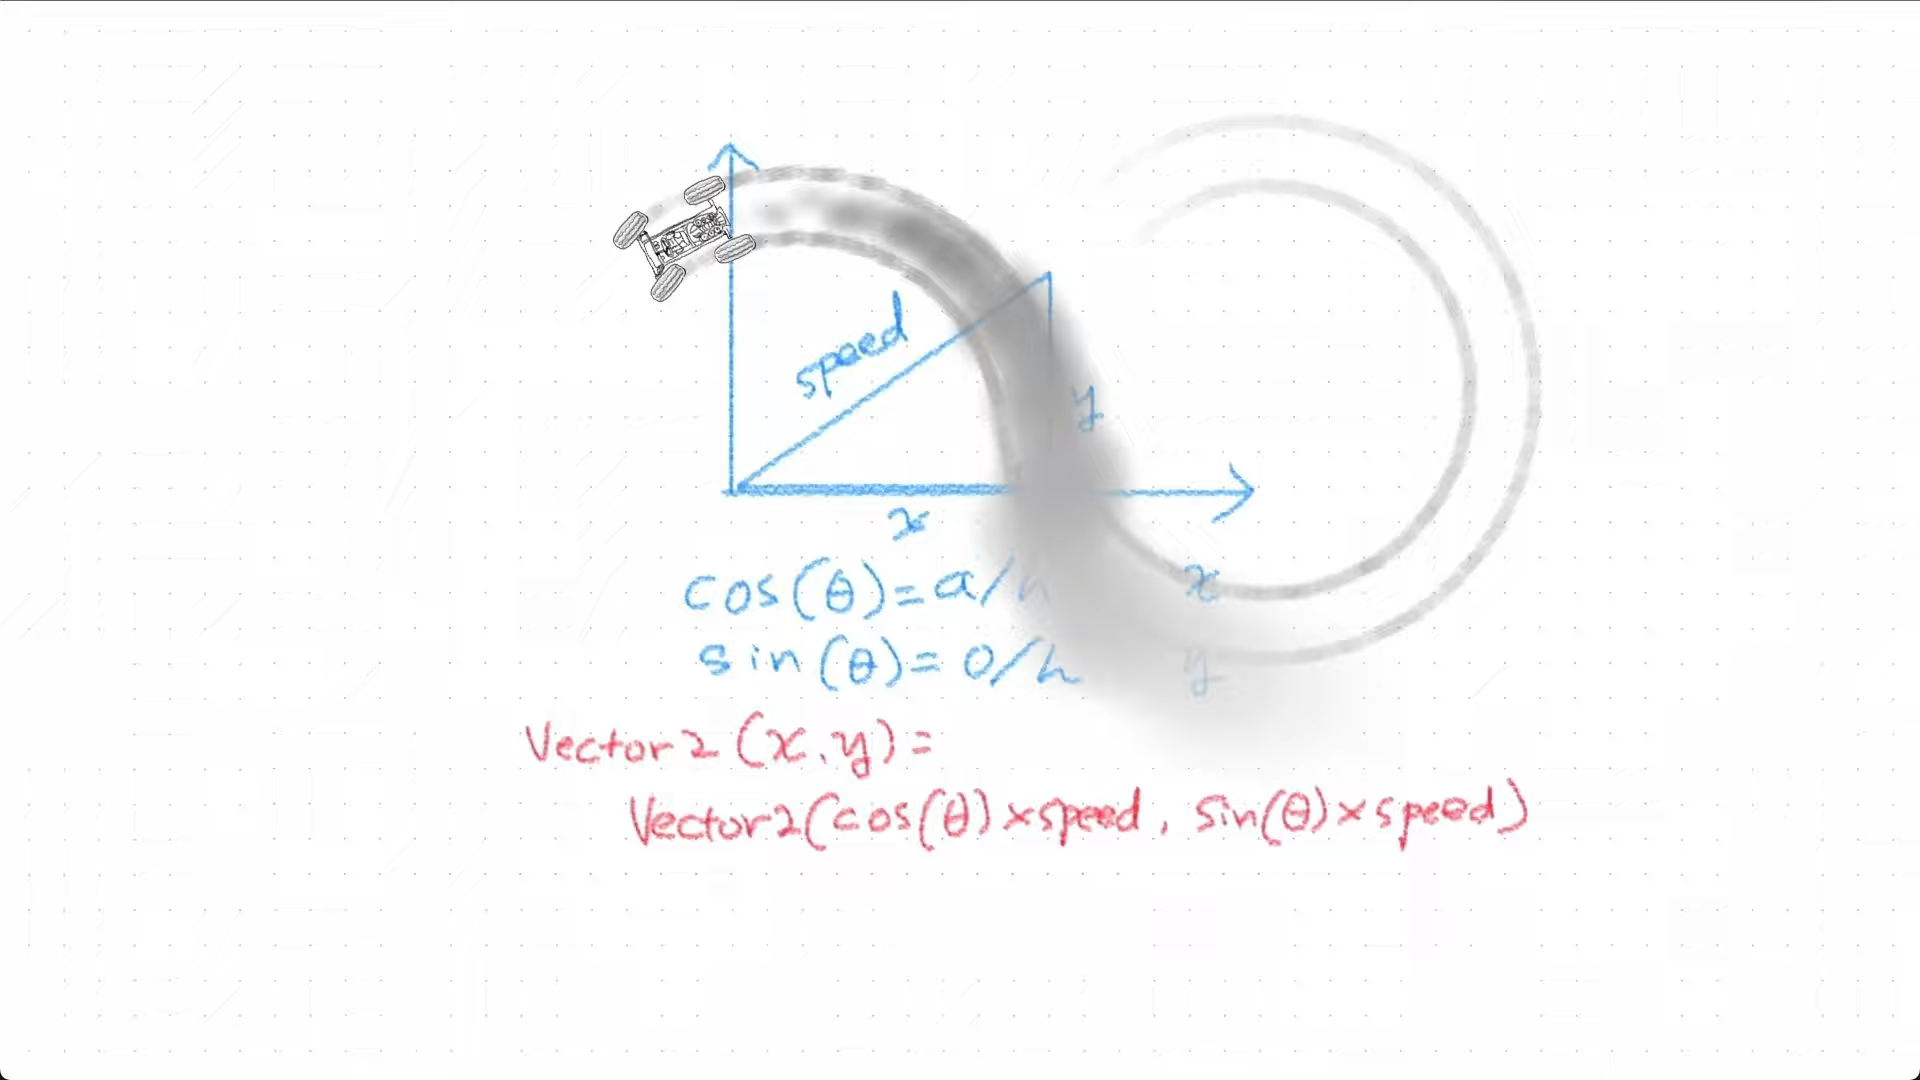 speed
y
x
cos(θ)=a/h x
sin(θ)=o/h y
Vector2 (x,y)=
Vector2(cos(θ)×speed, sin(θ)×speed)